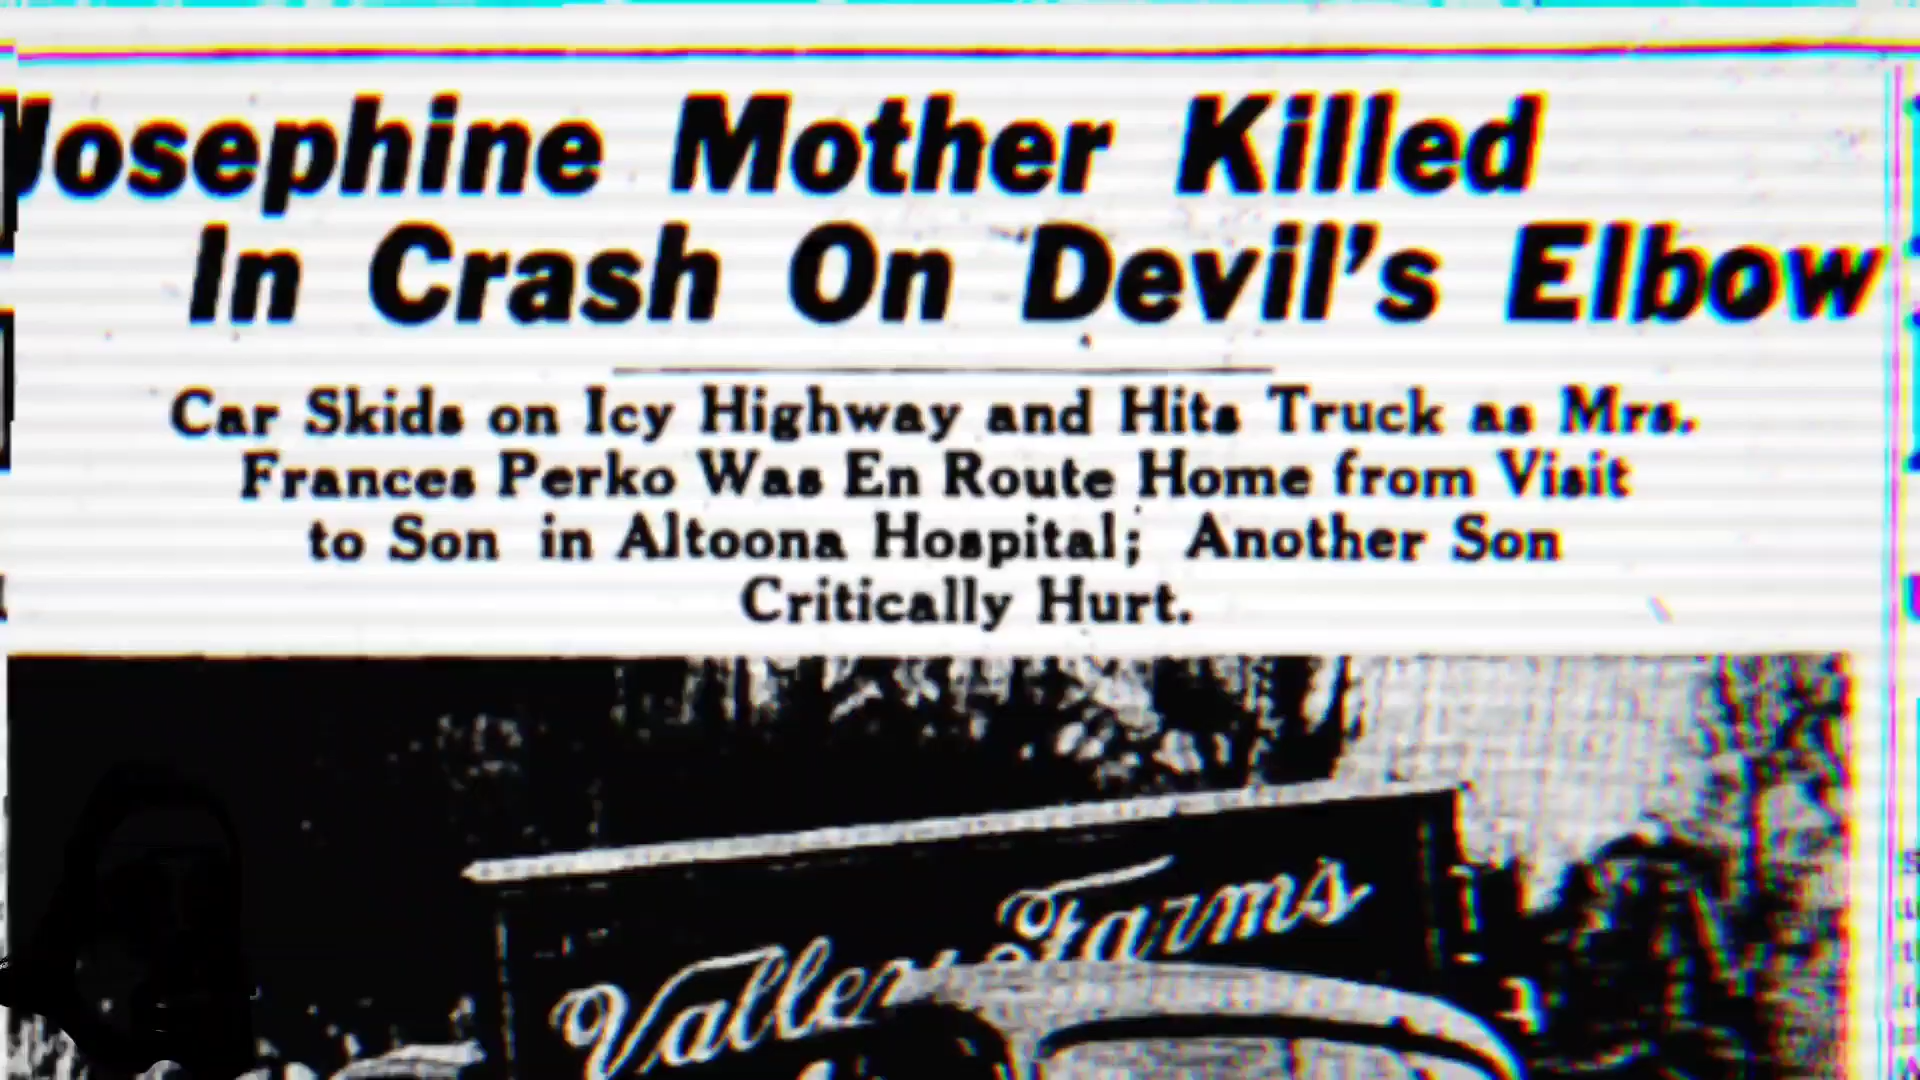 Josephine Mother Killed
In Crash On Devil's Elbow
Car Skids on Icy Highway and Hits Truck as Mrs.
Frances Perko Was En Route Home from Visit
to Son in Altoona Hospital; Another Son
Critically Hurt.
Valley Farms